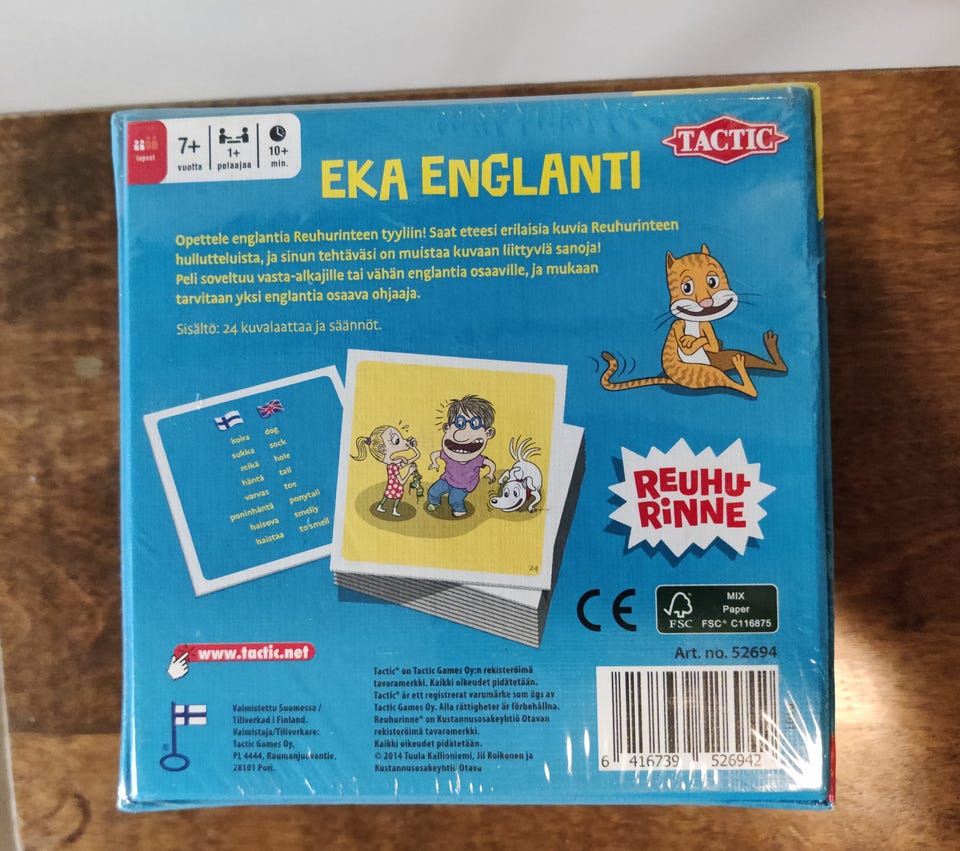 lapset
7+
vuotta
1+
pelaajaa
10+
min.
TACTIC
EKA ENGLANTI
Opettele englantia Reuhurinteen tyyliin! Saat eteesi erilaisia kuvia Reuhurinteen
hullutteluista, ja sinun tehtäväsi on muistaa kuvaan liittyviä sanoja!
Peli soveltuu vasta-alkajille tai vähän englantia osaaville, ja mukaan
tarvitaan yksi englantia osaava ohjaaja.
Sisältö: 24 kuvalaattaa ja säännöt.
koira dog
sukka sock
reikä hole
häntä tail
varvas toe
poninhäntä ponytail
haiseva smelly
haistaa to smell
24
REUHU-
RINNE
CE
FSC
MIX
Paper
FSC® C116875
Art. no. 52694
www.tactic.net
Valmistettu Suomessa /
Tillverkad i Finland.
Valmistaja/Tillverkare:
Tactic Games Oy,
PL 4444, Raumanjuovantie,
28101 Pori.
Tactic® on Tactic Games Oy:n rekisteröimä
tavaramerkki. Kaikki oikeudet pidätetään.
Tactic® är ett registrerat varumärke som ägs av
Tactic Games Oy. Alla rättigheter är förbehållna.
Reuhurinne® on Kustannusosakeyhtiö Otavan
rekisteröimä tavaramerkki.
Kaikki oikeudet pidätetään.
© 2014 Tuula Kallioniemi, Jii Roikonen ja
Kustannusosakeyhtiö Otava
6 416739 526942